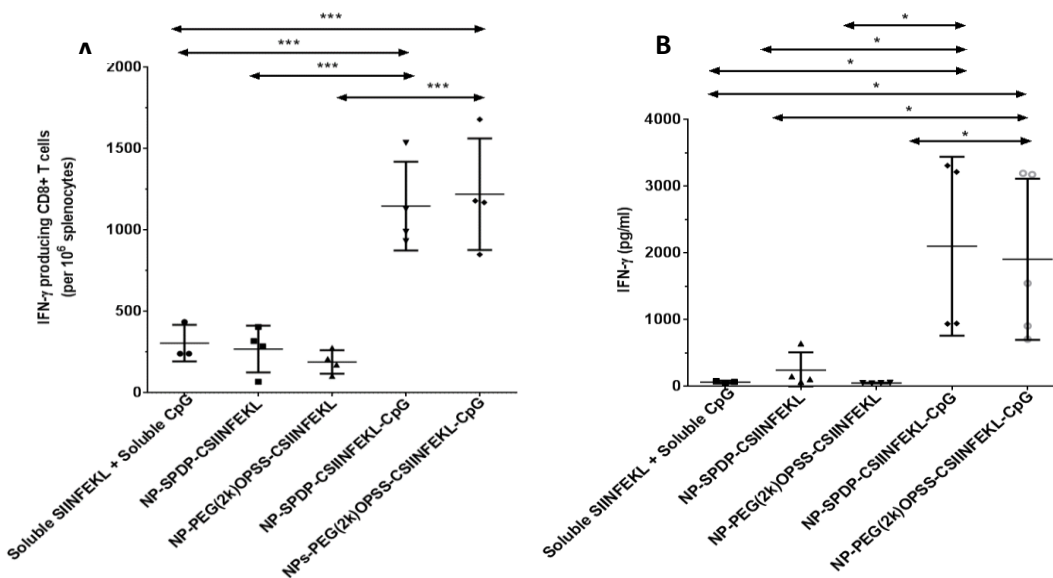 A
***
***
***
***
2000
1500
1000
500
0
IFN-γ producing CD8+ T cells
(per 10⁶ splenocytes)
Soluble SIINFEKL + Soluble CpG
NP-SPDP-CSIINFEKL
NP-PEG(2k)OPSS-CSIINFEKL
NP-SPDP-CSIINFEKL-CpG
NPs-PEG(2k)OPSS-CSIINFEKL-CpG
B
*
*
*
*
*
*
4000
3000
2000
1000
0
IFN-γ (pg/ml)
Soluble SIINFEKL + Soluble CpG
NP-SPDP-CSIINFEKL
NP-PEG(2k)OPSS-CSIINFEKL
NP-SPDP-CSIINFEKL-CpG
NP-PEG(2k)OPSS-CSIINFEKL-CpG